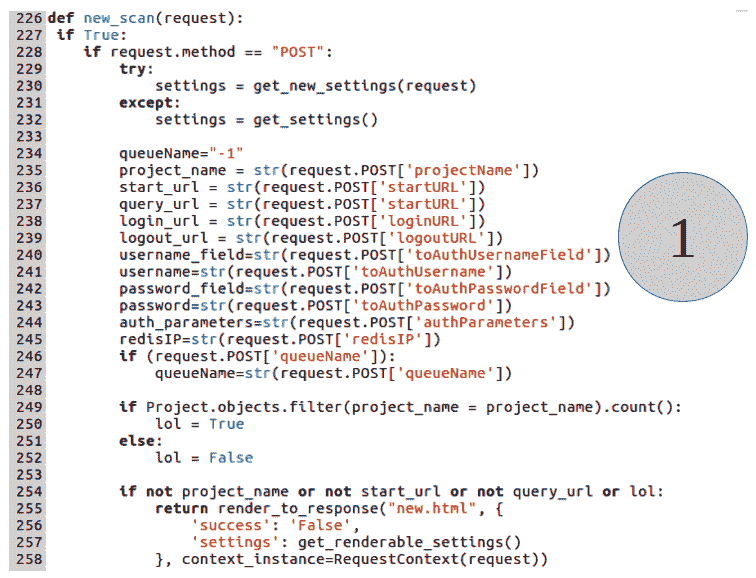 226 def new_scan(request):
227  if True:
228     if request.method == "POST":
229         try:
230             settings = get_new_settings(request)
231         except:
232             settings = get_settings()
233
234         queueName="-1"
235         project_name = str(request.POST['projectName'])
236         start_url = str(request.POST['startURL'])
237         query_url = str(request.POST['startURL'])
238         login_url = str(request.POST['loginURL'])
239         logout_url = str(request.POST['logoutURL'])
240         username_field=str(request.POST['toAuthUsernameField'])
241         username=str(request.POST['toAuthUsername'])
242         password_field=str(request.POST['toAuthPasswordField'])
243         password=str(request.POST['toAuthPassword'])
244         auth_parameters=str(request.POST['authParameters'])
245         redisIP=str(request.POST['redisIP'])
246         if (request.POST['queueName']):
247             queueName=str(request.POST['queueName'])
248
249         if Project.objects.filter(project_name = project_name).count():
250             lol = True
251         else:
252             lol = False
253
254         if not project_name or not start_url or not query_url or lol:
255             return render_to_response("new.html", {
256                 'success': 'False',
257                 'settings': get_renderable_settings()
258             }, context_instance=RequestContext(request))
1